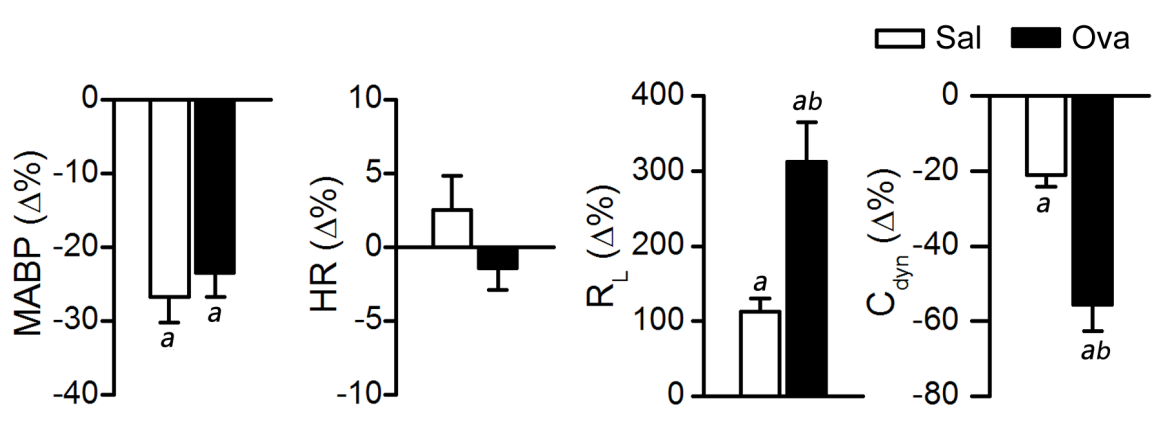 Sal Ova
MABP (Δ%)
0
-10
-20
-30
-40
a
a
HR (Δ%)
10
5
0
-5
-10
R_L (Δ%)
400
300
200
100
0
a
ab
C_dyn (Δ%)
0
-20
-40
-60
-80
a
ab